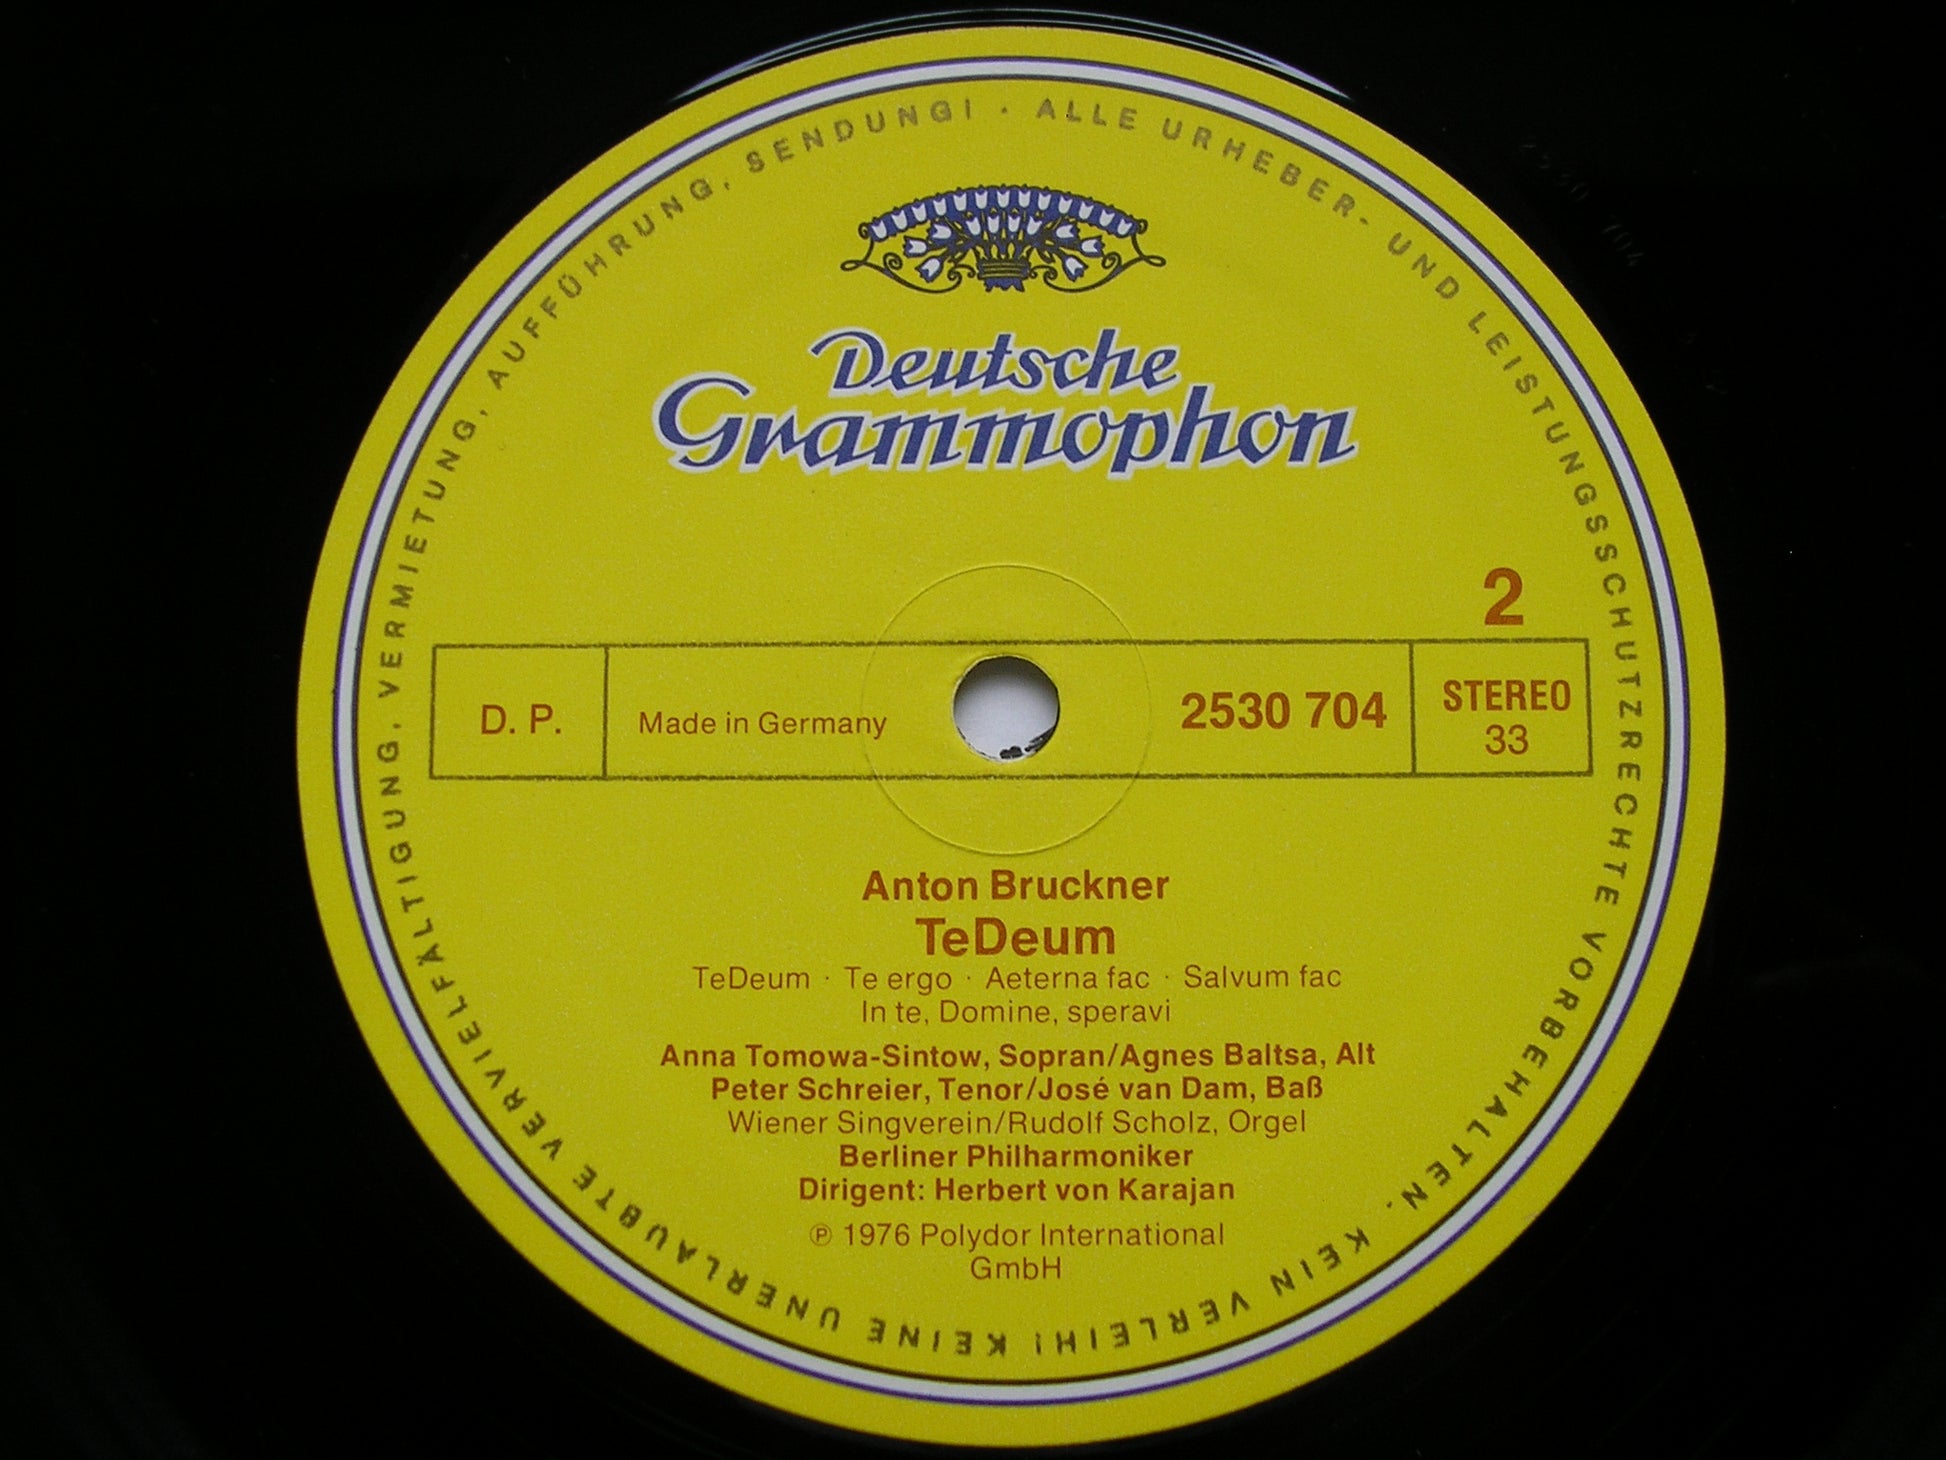 ALLE URHEBER- UND LEISTUNGSSCHUTZRECHTE VORBEHALTEN. KEIN VERLEIH! KEINE UNERLAUBTE VERVIELFÄLTIGUNG, VERMIETUNG, AUFFÜHRUNG, SENDUNG! ·
Deutsche
Grammophon
2
D. P.
Made in Germany
2530 704
STEREO
33
Anton Bruckner
TeDeum
TeDeum · Te ergo · Aeterna fac · Salvum fac
In te, Domine, speravi
Anna Tomowa-Sintow, Sopran/Agnes Baltsa, Alt
Peter Schreier, Tenor/José van Dam, Baß
Wiener Singverein/Rudolf Scholz, Orgel
Berliner Philharmoniker
Dirigent: Herbert von Karajan
℗ 1976 Polydor International
GmbH
2530 704